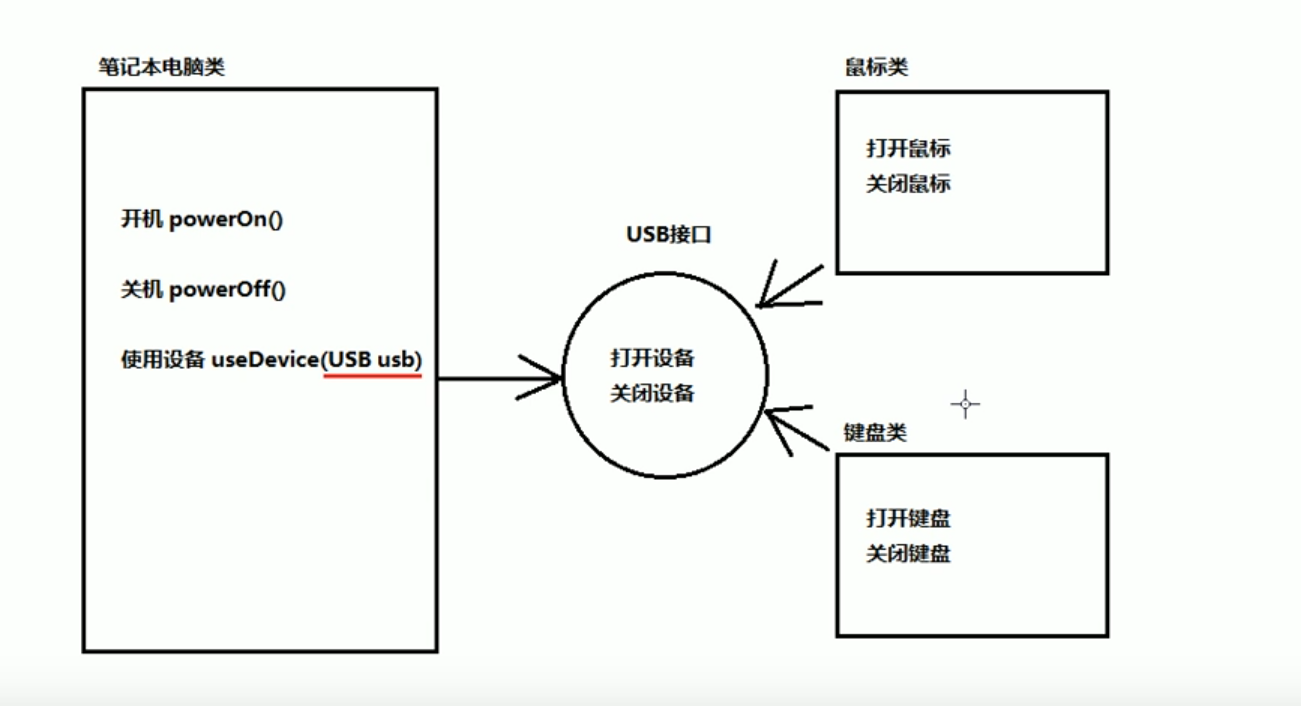 笔记本电脑类
开机 powerOn()
关机 powerOff()
使用设备 useDevice(USB usb)
USB接口
打开设备
关闭设备
鼠标类
打开鼠标
关闭鼠标
键盘类
打开键盘
关闭键盘